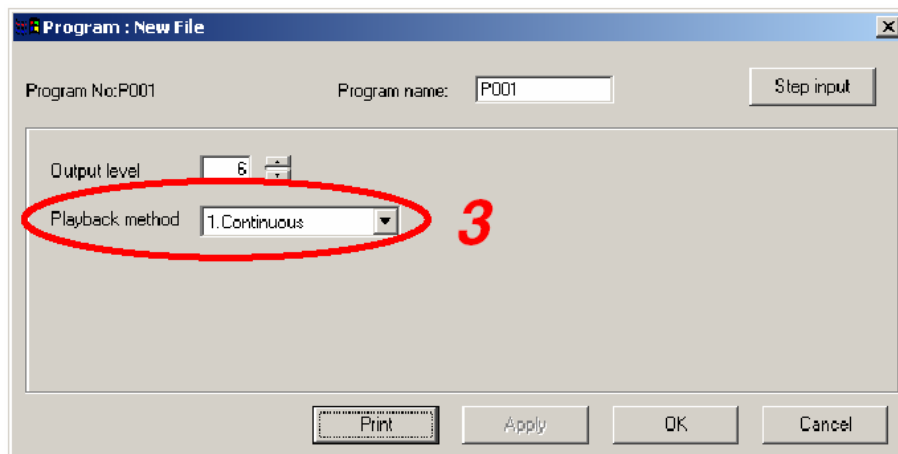 Program : New File
Program No:P001 Program name: P001 Step input
Output level 6
Playback method 1.Continuous 3
Print Apply OK Cancel